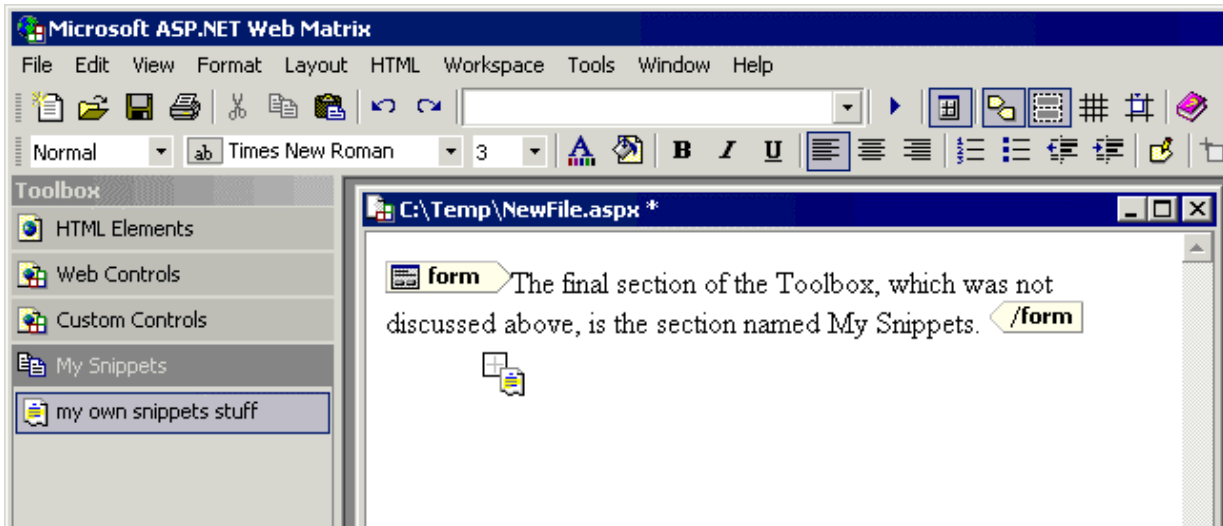 Microsoft ASP.NET Web Matrix
File Edit View Format Layout HTML Workspace Tools Window Help
Normal ab Times New Roman 3 A B I U
Toolbox
HTML Elements
Web Controls
Custom Controls
My Snippets
my own snippets stuff
C:\Temp\NewFile.aspx *
form The final section of the Toolbox, which was not
discussed above, is the section named My Snippets. /form